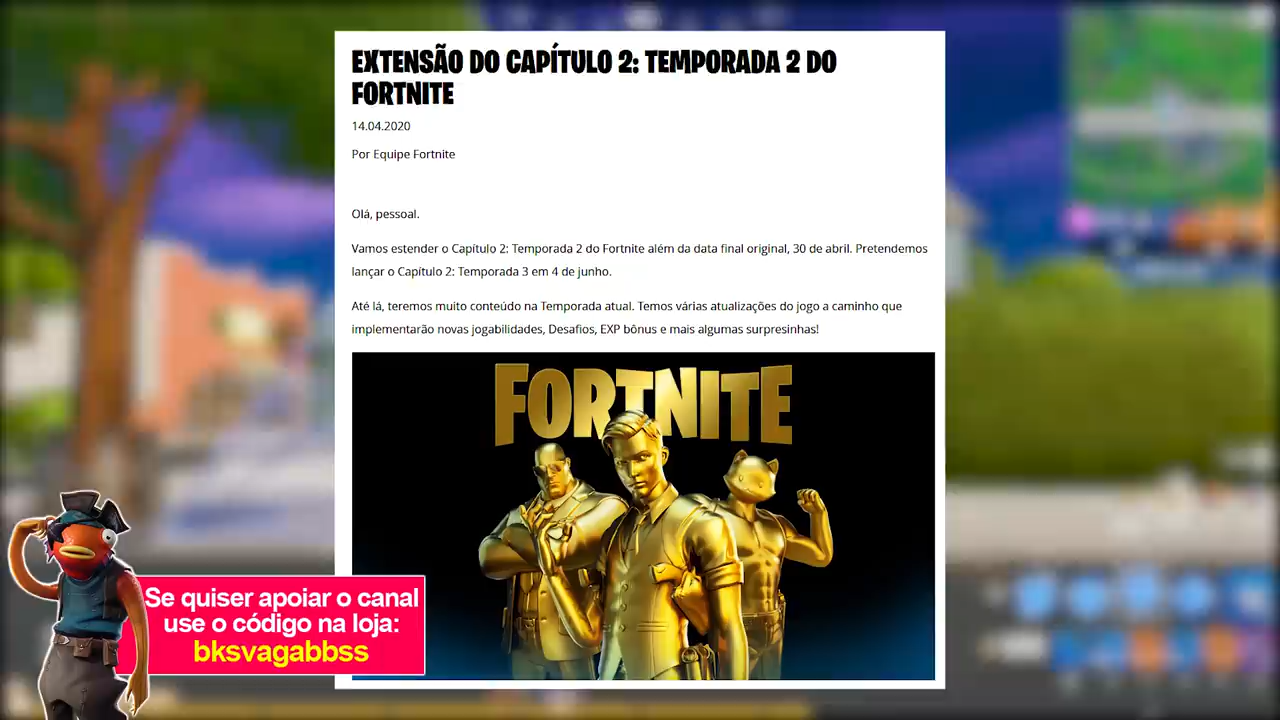 EXTENSÃO DO CAPÍTULO 2: TEMPORADA 2 DO
FORTNITE
14.04.2020
Por Equipe Fortnite
Olá, pessoal.
Vamos estender o Capítulo 2: Temporada 2 do Fortnite além da data final original, 30 de abril. Pretendemos
lançar o Capítulo 2: Temporada 3 em 4 de junho.
Até lá, teremos muito conteúdo na Temporada atual. Temos várias atualizações do jogo a caminho que
implementarão novas jogabilidades, Desafios, EXP bônus e mais algumas surpresinhas!
FORTNITE
Se quiser apoiar o canal
use o código na loja:
bksvagabbss